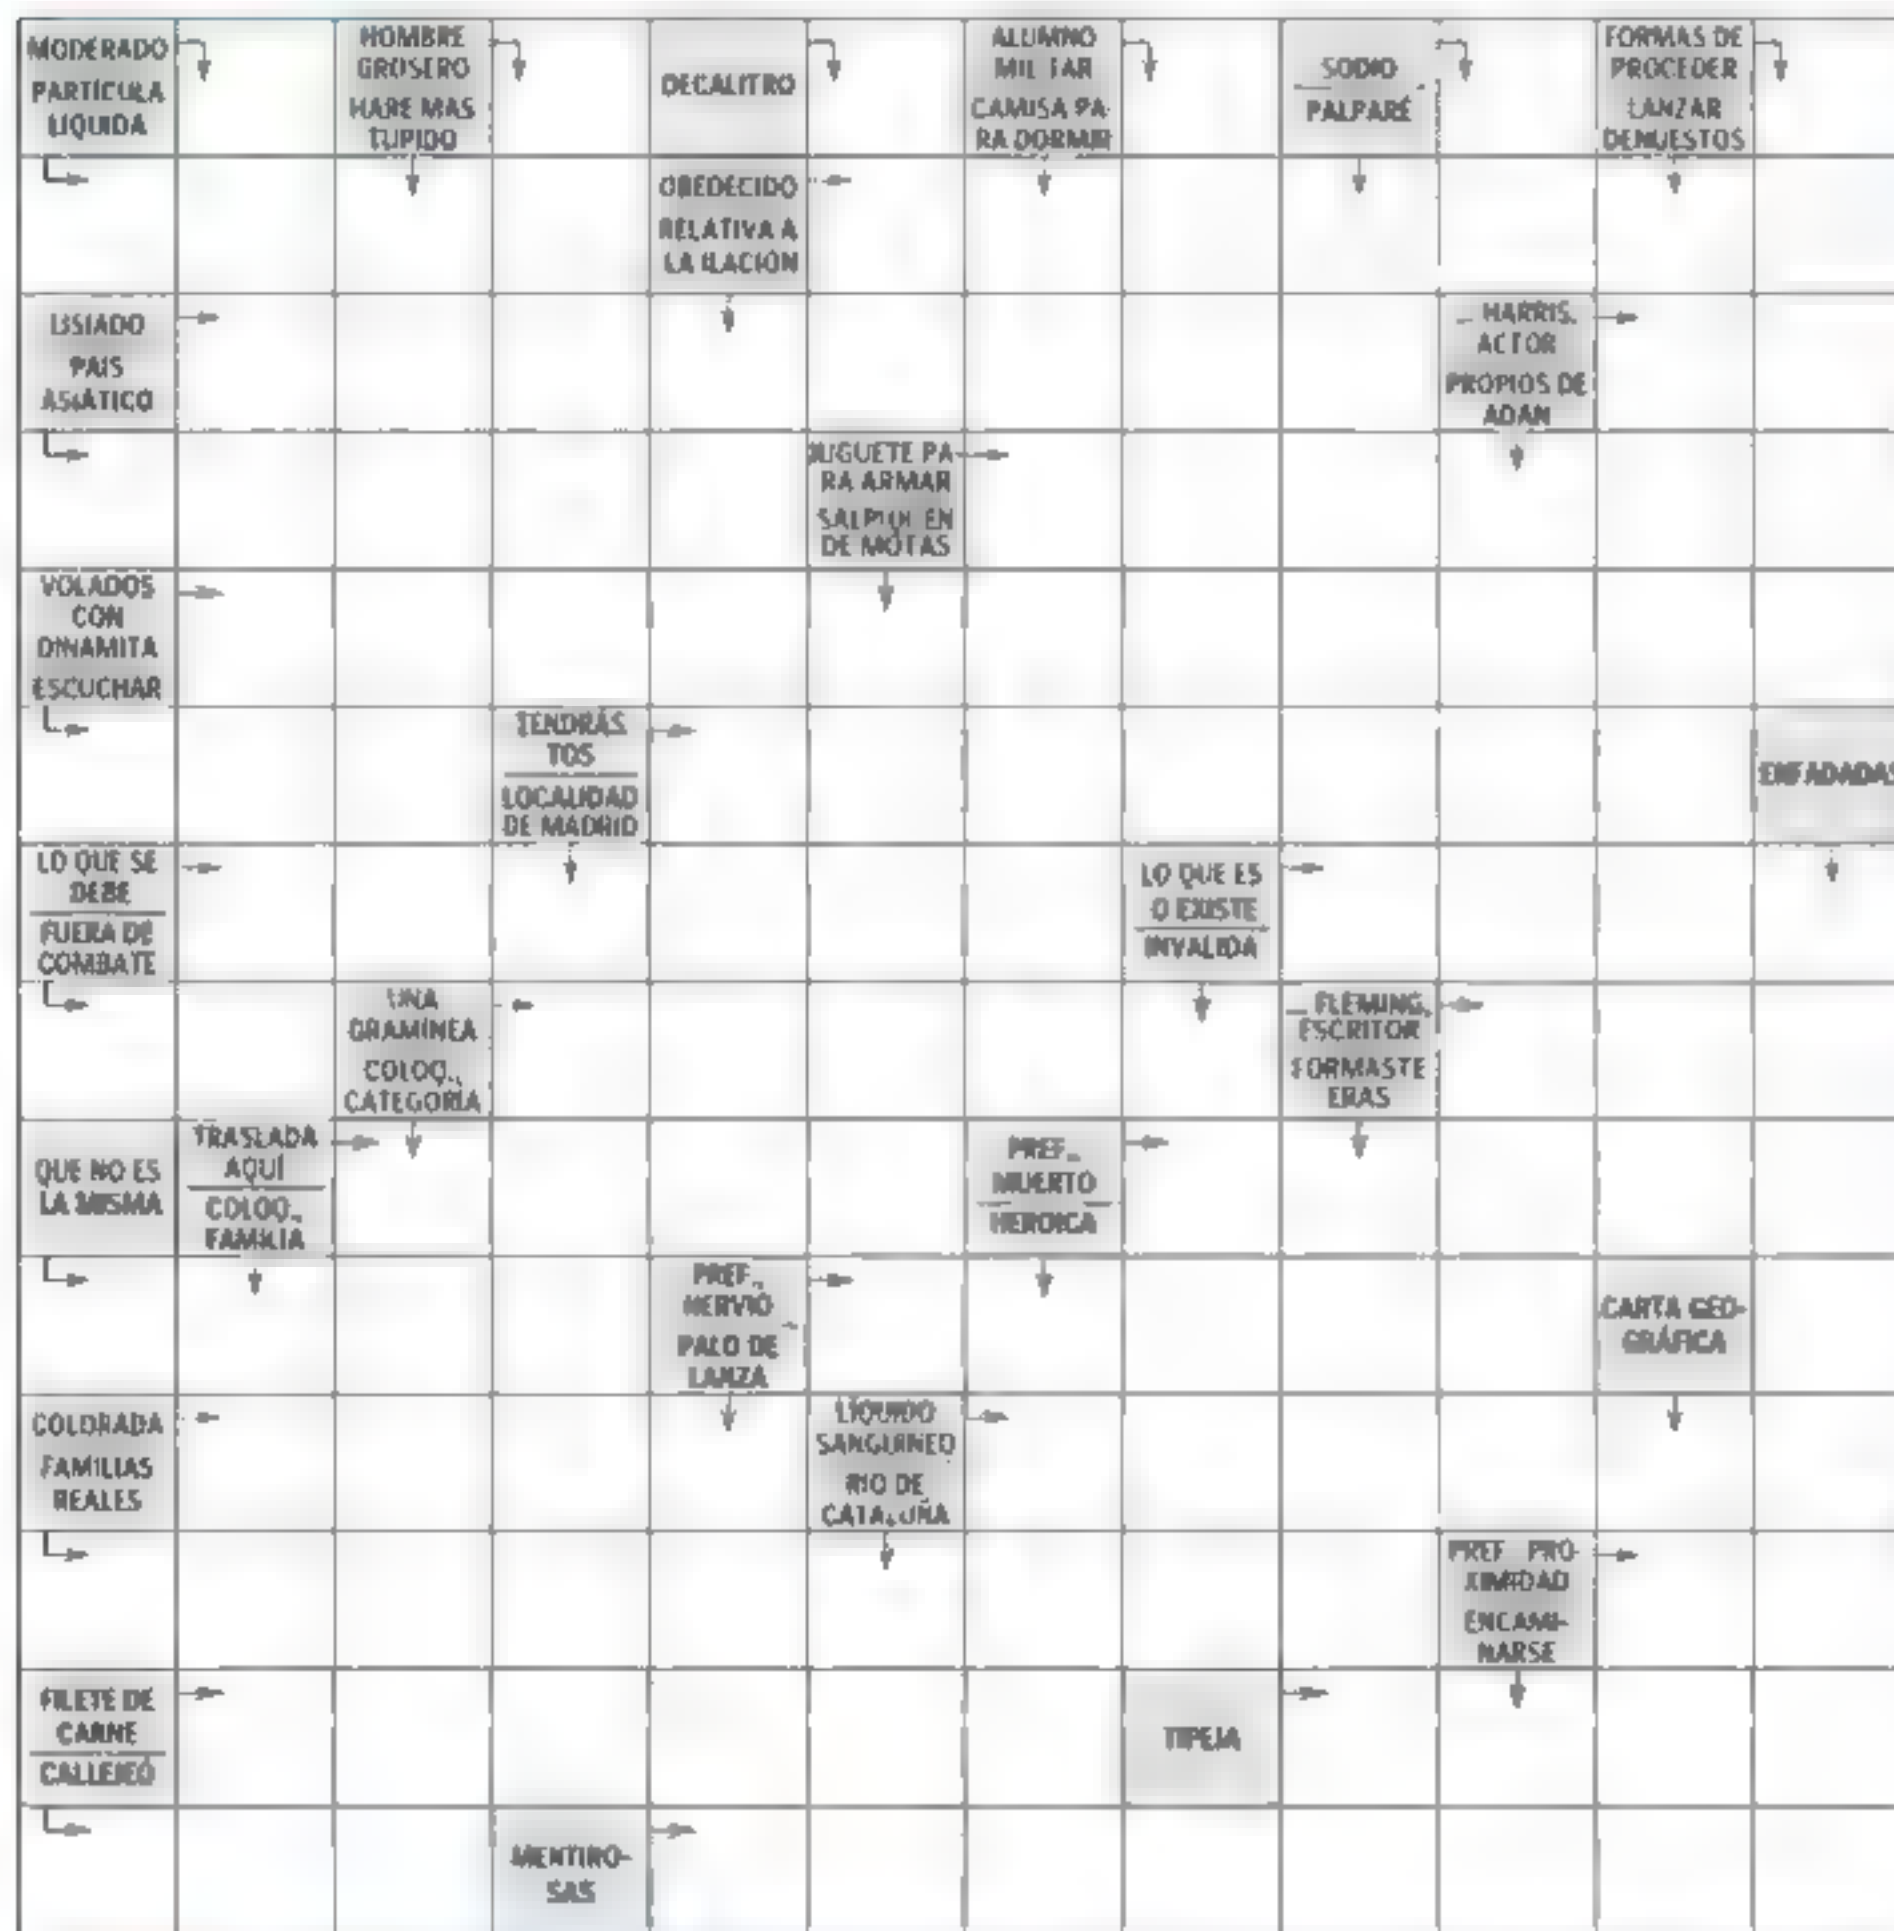 MODERADO
PARTÍCULA
LÍQUIDA
HOMBRE
GROSERO
HARÉ MAS
TUPIDO
DECALITRO
ALUMNO
MILITAR
CAMISA PA-
RA DORMIR
SODIO
PALPARÉ
FORMAS DE
PROCEDER
LANZAR
DENUESTOS
OBEDECIDO
RELATIVA A
LA ILACIÓN
LISIADO
PAÍS
ASIÁTICO
_ HARRIS,
ACTOR
PROPIOS DE
ADÁN
JUGUETE PA-
RA ARMAR
SALPIQUEN
DE MOTAS
VOLADOS
CON
DINAMITA
ESCUCHAR
TENDRÁS
TOS
LOCALIDAD
DE MADRID
ENFADADAS
LO QUE SE
DEBE
FUERA DE
COMBATE
LO QUE ES
O EXISTE
INVALIDA
UNA
GRAMÍNEA
COLOQ.,
CATEGORÍA
_ FLEMING,
ESCRITOR
FORMASTE
ERAS
QUE NO ES
LA MISMA
TRASLADA
AQUÍ
COLOQ.,
FAMILIA
PREF.,
MUERTO
HEROICA
PREF.,
NERVIO
PALO DE
LANZA
CARTA GEO-
GRÁFICA
COLORADA
FAMILIAS
REALES
LÍQUIDO
SANGUÍNEO
RÍO DE
CATALUÑA
PREF. PRO-
XIMIDAD
ENCAMI-
NARSE
FILETE DE
CARNE
CALLEJEÓ
TIPEJA
MENTIRO-
SAS